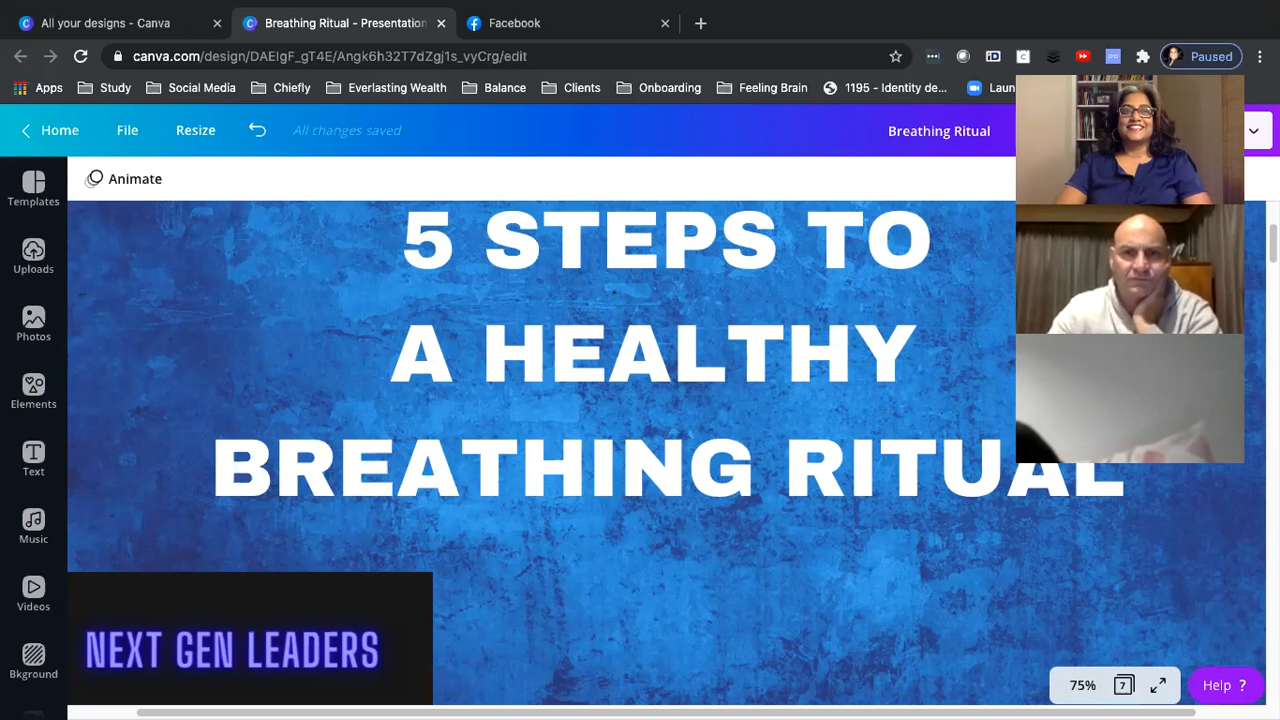 All your designs - Canva
Breathing Ritual - Presentation
Facebook
canva.com/design/DAElgF_gT4E/Angk6h32T7dZgj1s_vyCrg/edit
Paused
Apps
Study
Social Media
Chiefly
Everlasting Wealth
Balance
Clients
Onboarding
Feeling Brain
1195 - Identity de...
Laun
Home
File
Resize
All changes saved
Breathing Ritual
Animate
Templates
Uploads
Photos
Elements
Text
Music
Videos
Bkground
5 STEPS TO
A HEALTHY
BREATHING RITUAL
NEXT GEN LEADERS
75%
7
Help ?